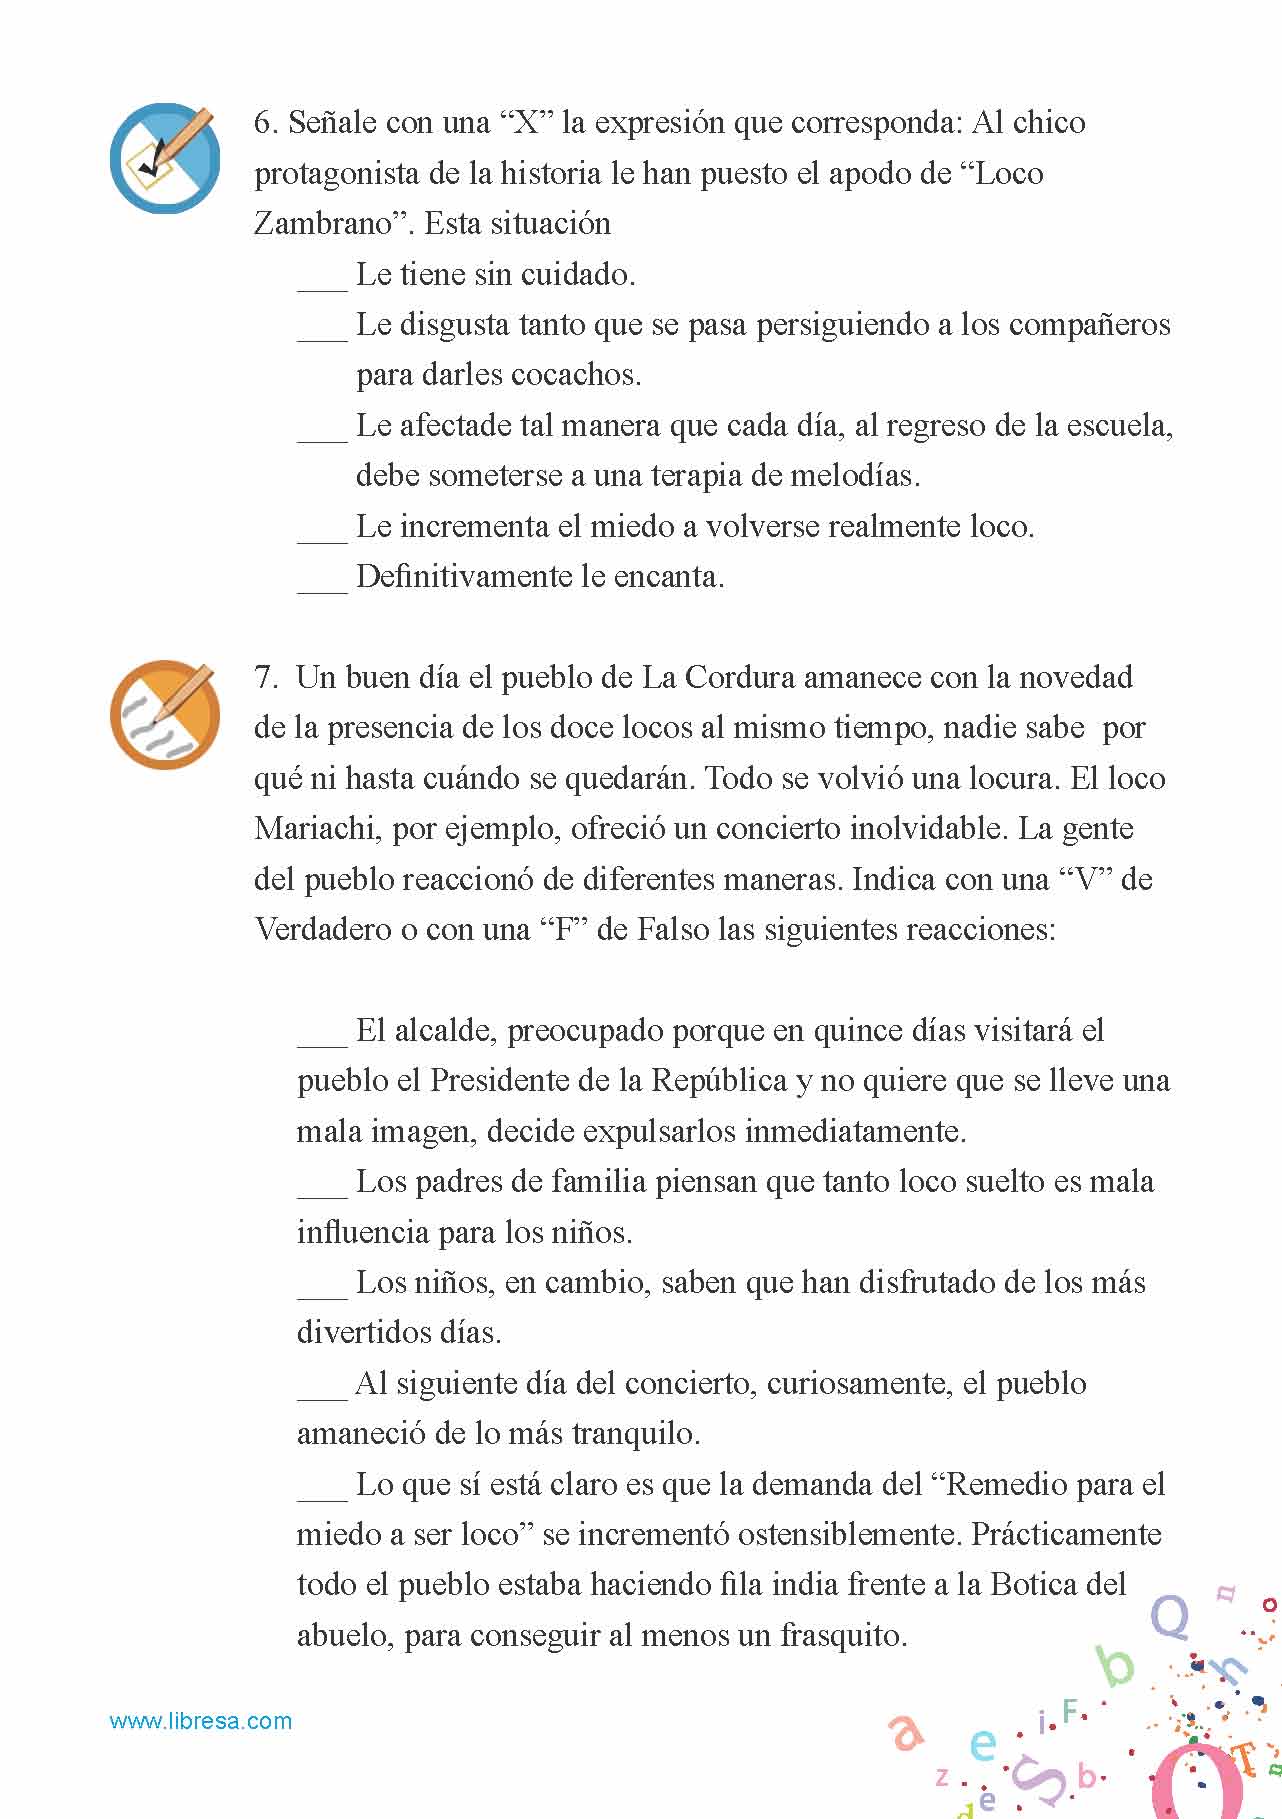 6. Señale con una “X” la expresión que corresponda: Al chico
protagonista de la historia le han puesto el apodo de “Loco
Zambrano”. Esta situación
___ Le tiene sin cuidado.
___ Le disgusta tanto que se pasa persiguiendo a los compañeros
para darles cocachos.
___ Le afectade tal manera que cada día, al regreso de la escuela,
debe someterse a una terapia de melodías.
___ Le incrementa el miedo a volverse realmente loco.
___ Definitivamente le encanta.
7. Un buen día el pueblo de La Cordura amanece con la novedad
de la presencia de los doce locos al mismo tiempo, nadie sabe por
qué ni hasta cuándo se quedarán. Todo se volvió una locura. El loco
Mariachi, por ejemplo, ofreció un concierto inolvidable. La gente
del pueblo reaccionó de diferentes maneras. Indica con una “V” de
Verdadero o con una “F” de Falso las siguientes reacciones:
___ El alcalde, preocupado porque en quince días visitará el
pueblo el Presidente de la República y no quiere que se lleve una
mala imagen, decide expulsarlos inmediatamente.
___ Los padres de familia piensan que tanto loco suelto es mala
influencia para los niños.
___ Los niños, en cambio, saben que han disfrutado de los más
divertidos días.
___ Al siguiente día del concierto, curiosamente, el pueblo
amaneció de lo más tranquilo.
___ Lo que sí está claro es que la demanda del “Remedio para el
miedo a ser loco” se incrementó ostensiblemente. Prácticamente
todo el pueblo estaba haciendo fila india frente a la Botica del
abuelo, para conseguir al menos un frasquito.
www.libresa.com